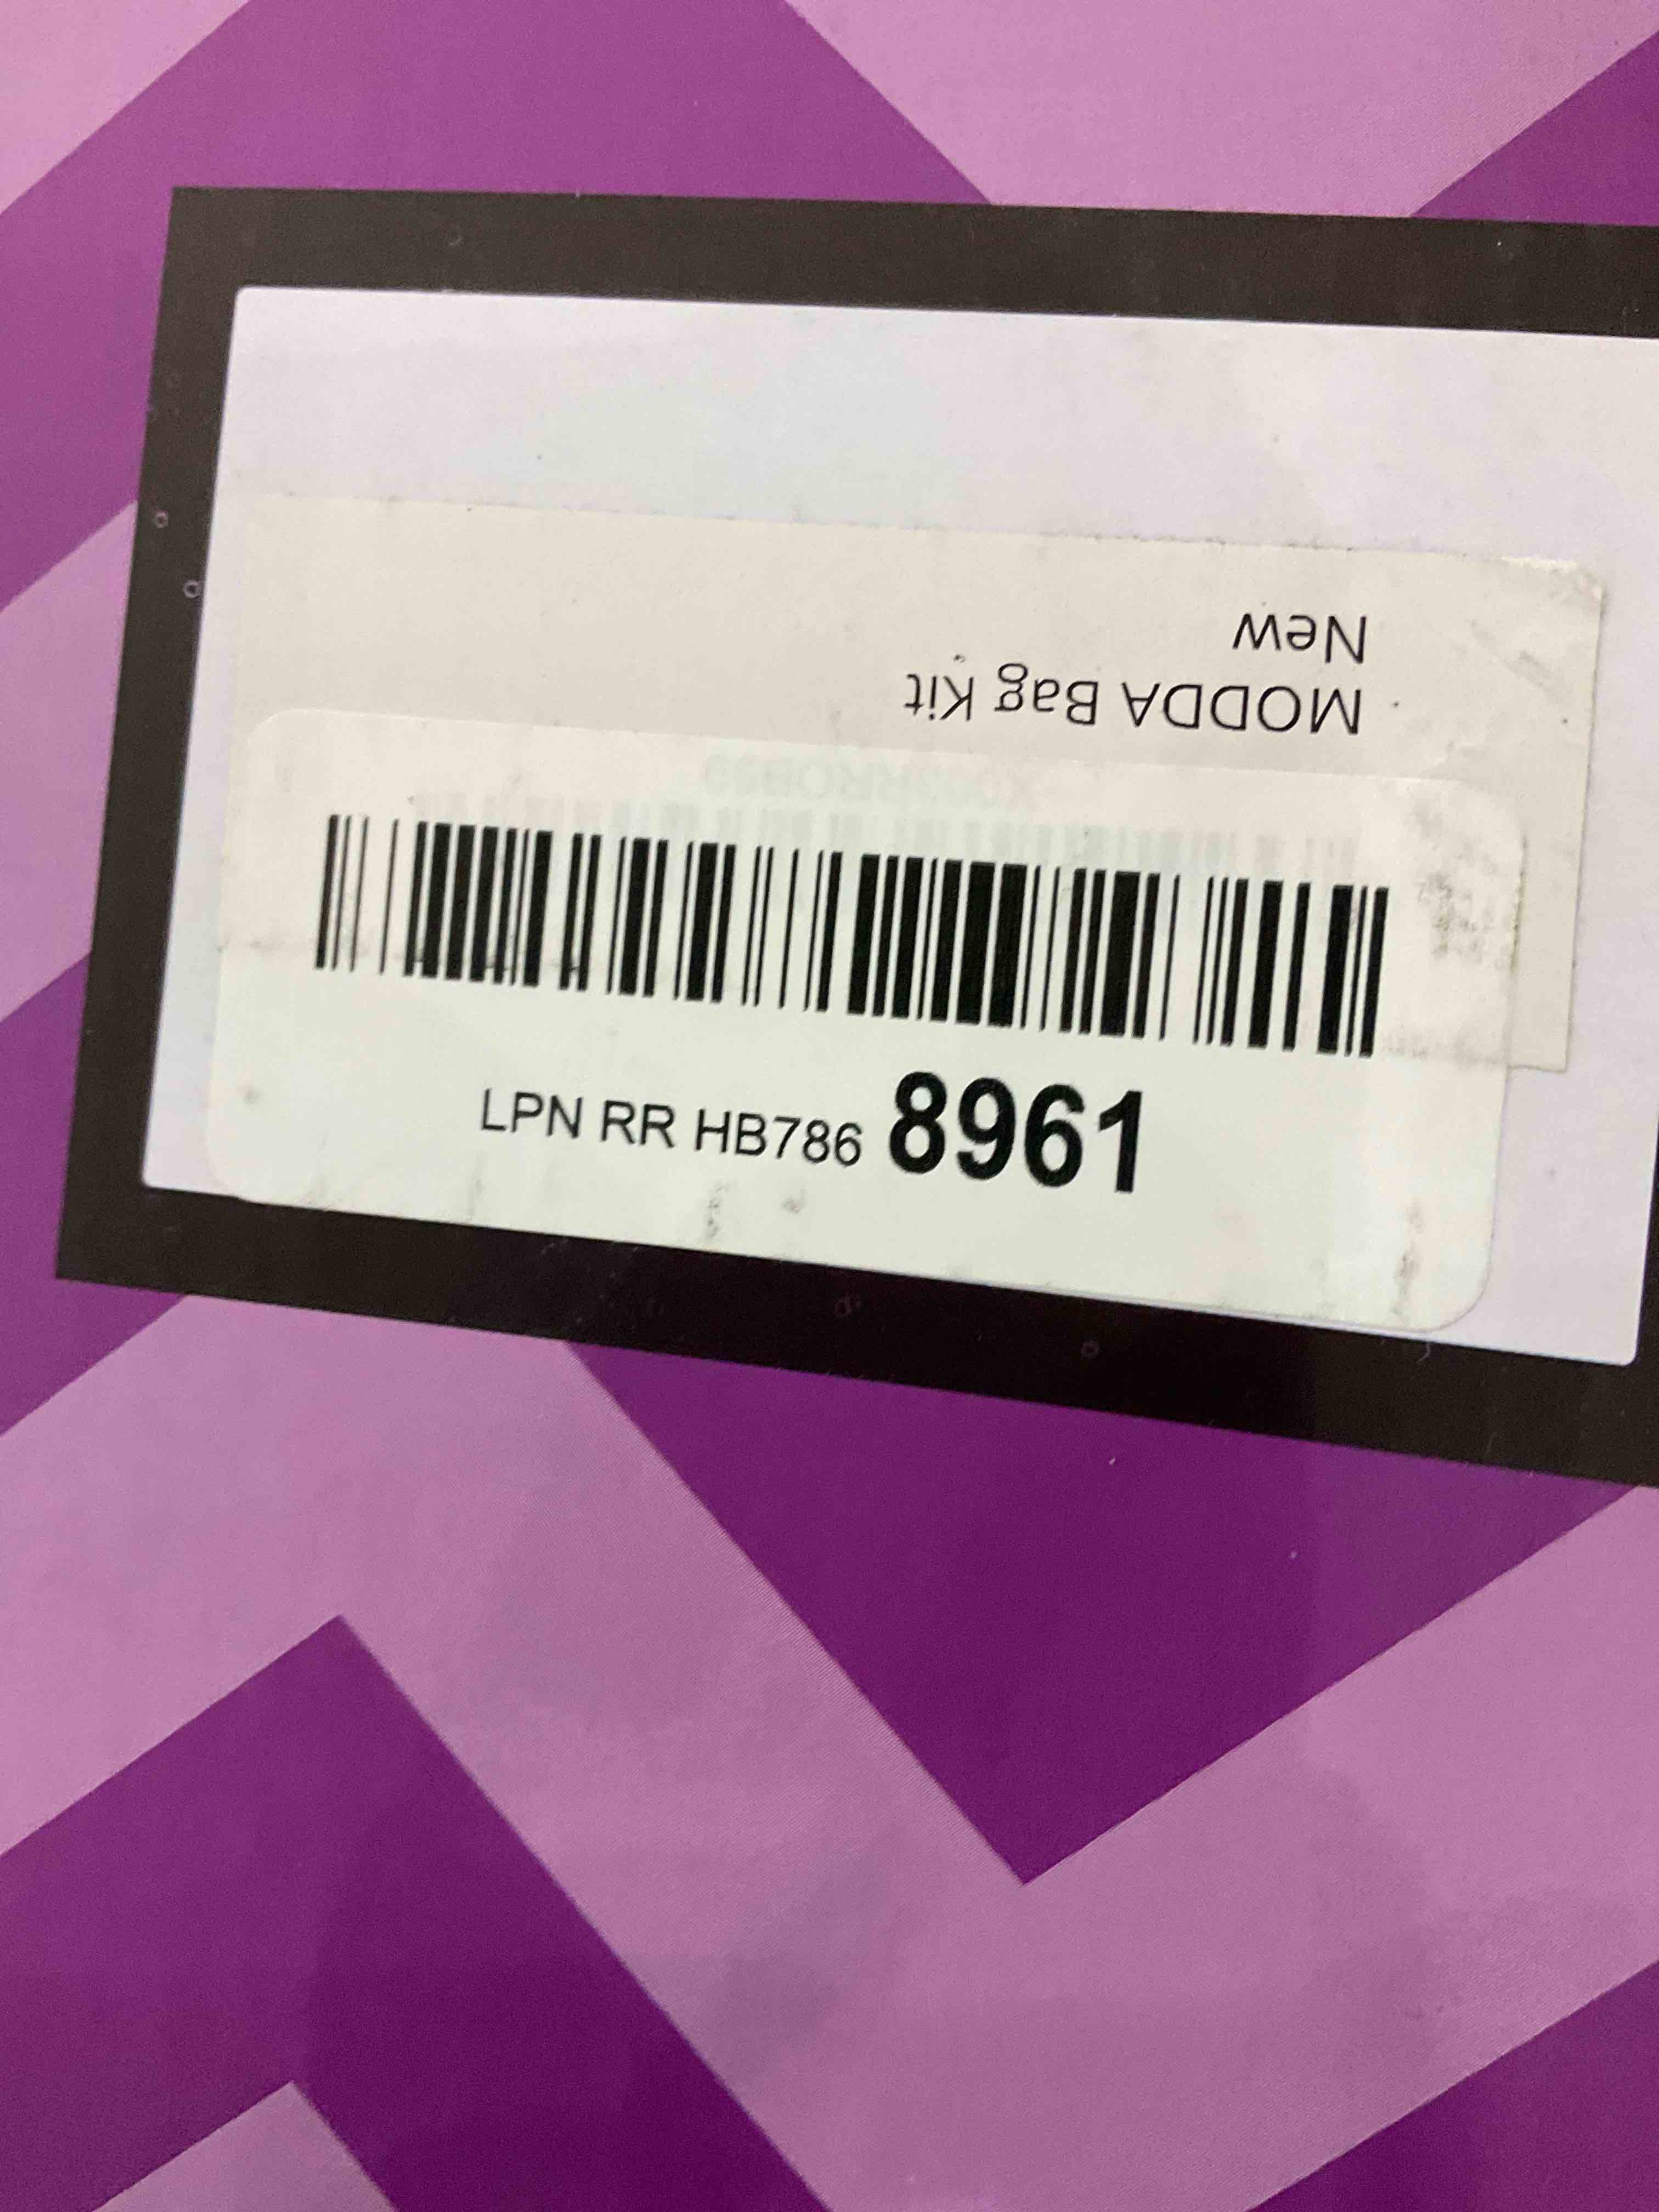 MODDA Bag Kit
New
LPN RR HB786 8961